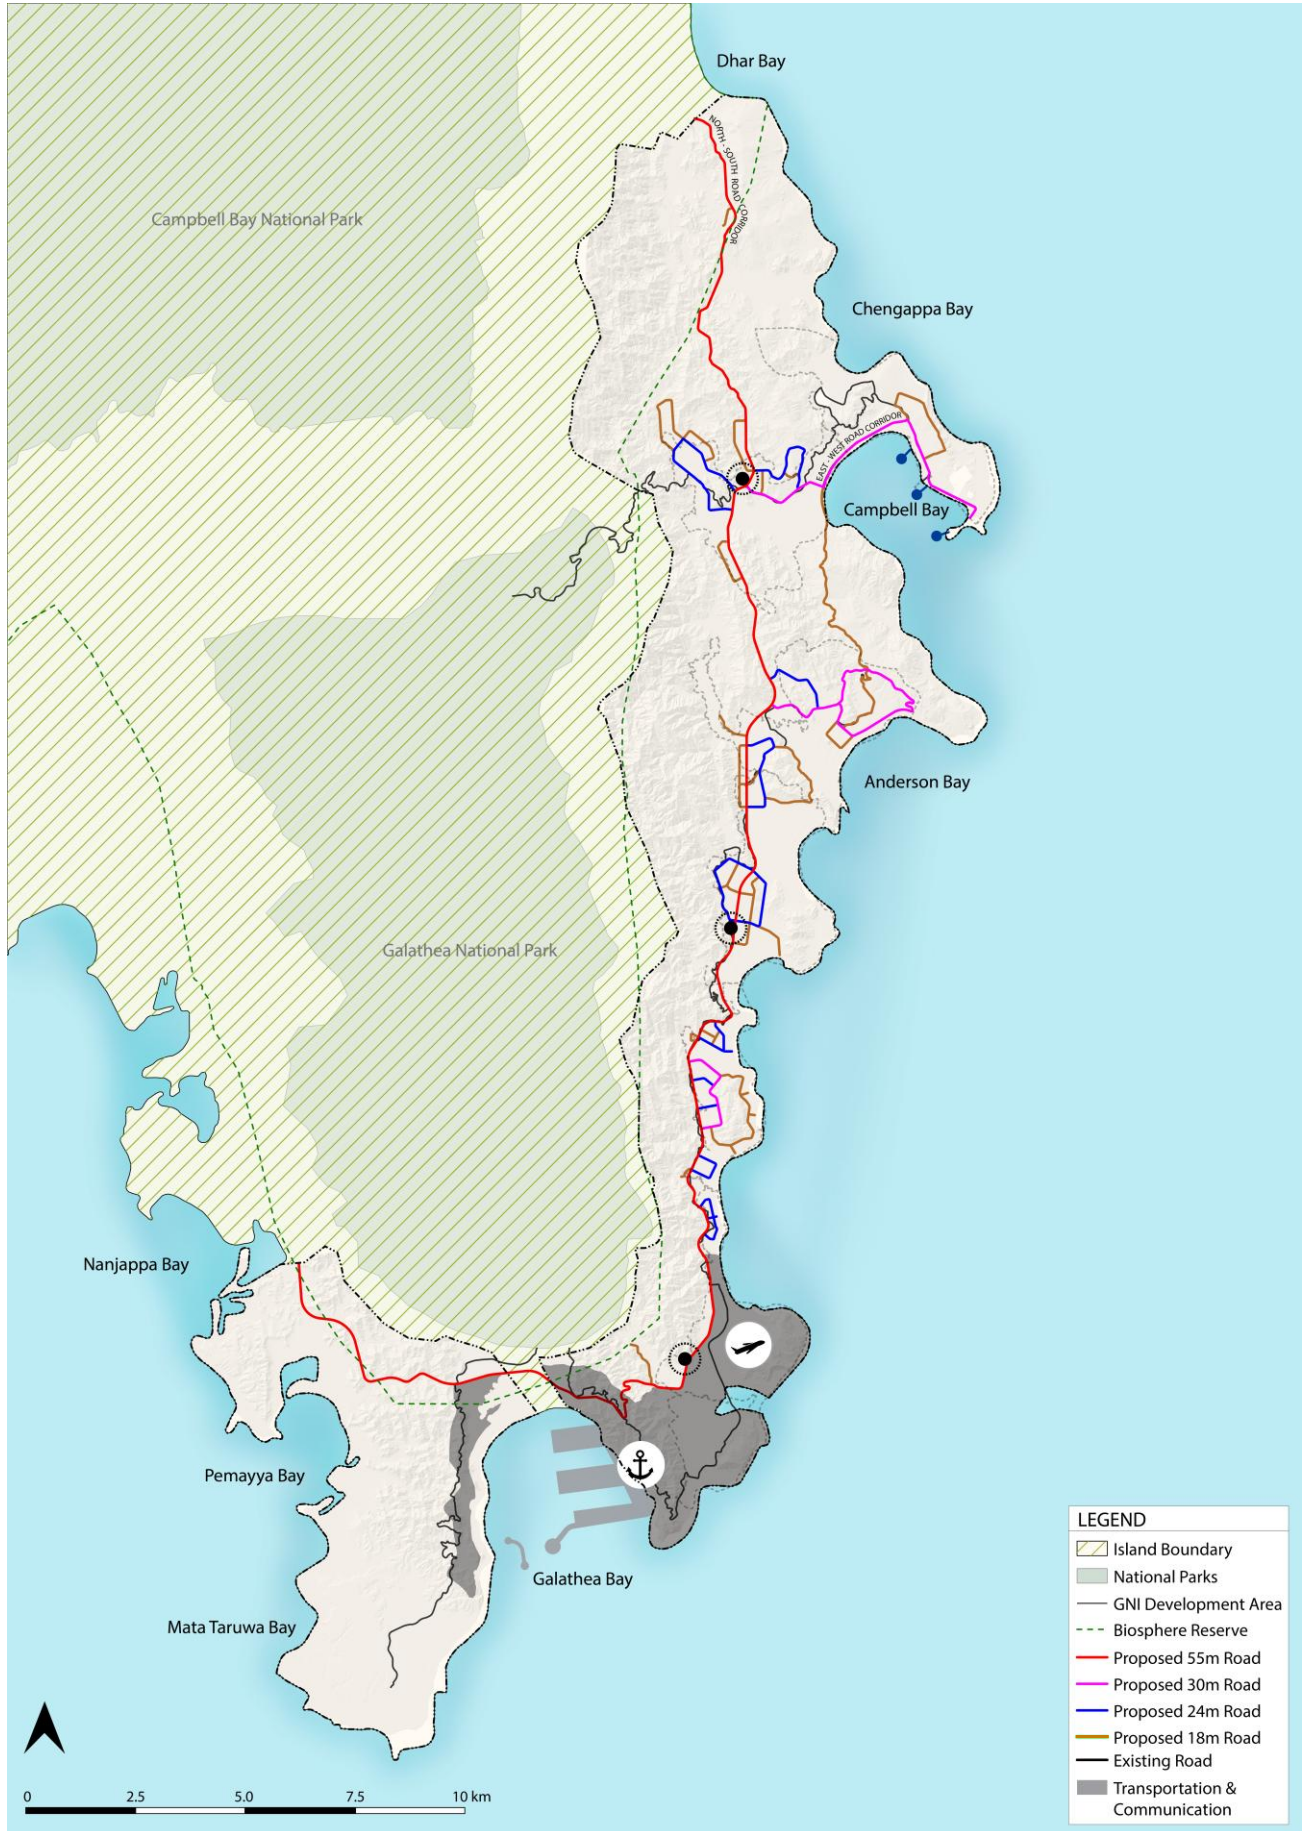 Dhar Bay
NORTH - SOUTH ROAD CORRIDOR
Campbell Bay National Park
Chengappa Bay
EAST - WEST ROAD CORRIDOR
Campbell Bay
Anderson Bay
Galathea National Park
Nanjappa Bay
Pemayya Bay
Galathea Bay
Mata Taruwa Bay
LEGEND
Island Boundary
National Parks
GNI Development Area
Biosphere Reserve
Proposed 55m Road
Proposed 30m Road
Proposed 24m Road
Proposed 18m Road
Existing Road
Transportation &
Communication
0 2.5 5.0 7.5 10 km